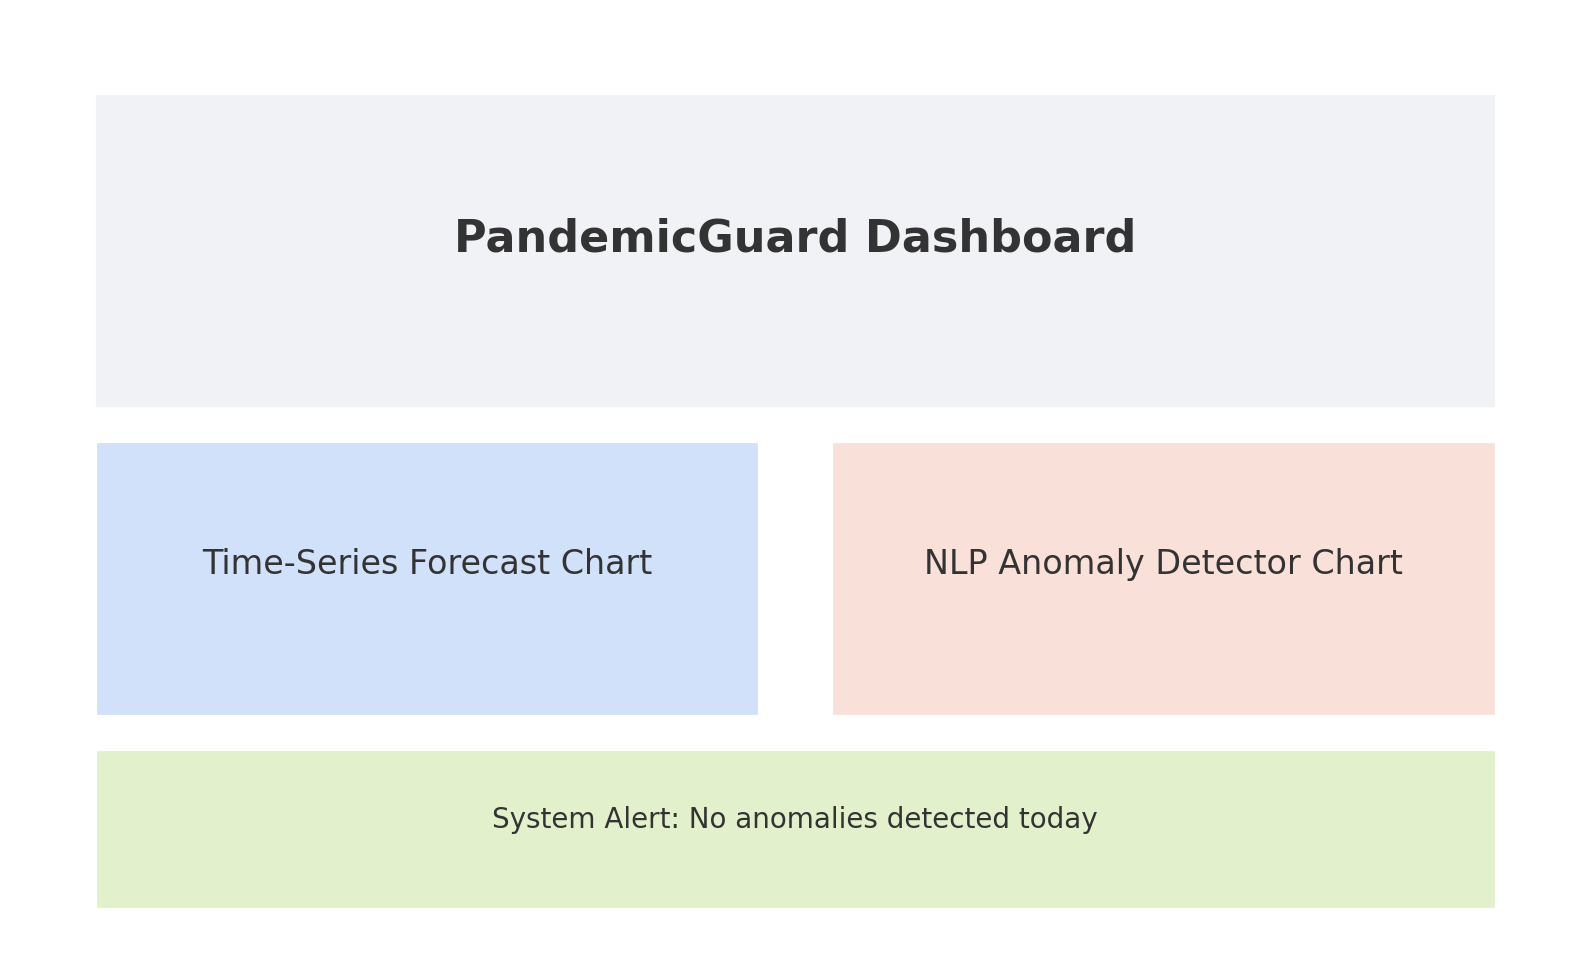 PandemicGuard Dashboard
Time-Series Forecast Chart
NLP Anomaly Detector Chart
System Alert: No anomalies detected today